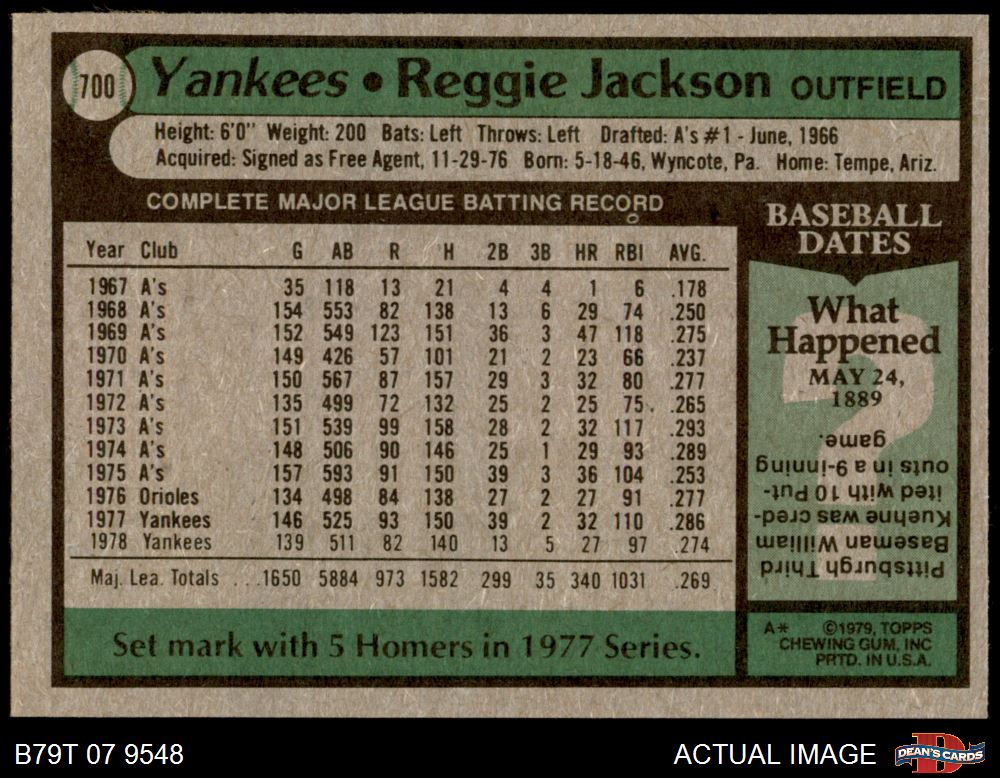 700
Yankees • Reggie Jackson OUTFIELD
Height: 6'0" Weight: 200 Bats: Left Throws: Left Drafted: A's #1 - June, 1966
Acquired: Signed as Free Agent, 11-29-76 Born: 5-18-46, Wyncote, Pa. Home: Tempe, Ariz.
COMPLETE MAJOR LEAGUE BATTING RECORD
Year Club G AB R H 2B 3B HR RBI AVG.
1967 A's 35 118 13 21 4 4 1 6 .178
1968 A's 154 553 82 138 13 6 29 74 .250
1969 A's 152 549 123 151 36 3 47 118 .275
1970 A's 149 426 57 101 21 2 23 66 .237
1971 A's 150 567 87 157 29 3 32 80 .277
1972 A's 135 499 72 132 25 2 25 75 .265
1973 A's 151 539 99 158 28 2 32 117 .293
1974 A's 148 506 90 146 25 1 29 93 .289
1975 A's 157 593 91 150 39 3 36 104 .253
1976 Orioles 134 498 84 138 27 2 27 91 .277
1977 Yankees 146 525 93 150 39 2 32 110 .286
1978 Yankees 139 511 82 140 13 5 27 97 .274
Maj. Lea. Totals ...1650 5884 973 1582 299 35 340 1031 .269
Set mark with 5 Homers in 1977 Series.
BASEBALL
DATES
What
Happened
MAY 24,
1889
?
Pittsburgh Third
Baseman William
Kuehne was cred-
ited with 10 Put-
outs in a 9-inning
game.
A* ©1979, TOPPS
CHEWING GUM, INC
PRTD. IN U.S.A.
B79T 07 9548
ACTUAL IMAGE
D
DEAN'S CARDS